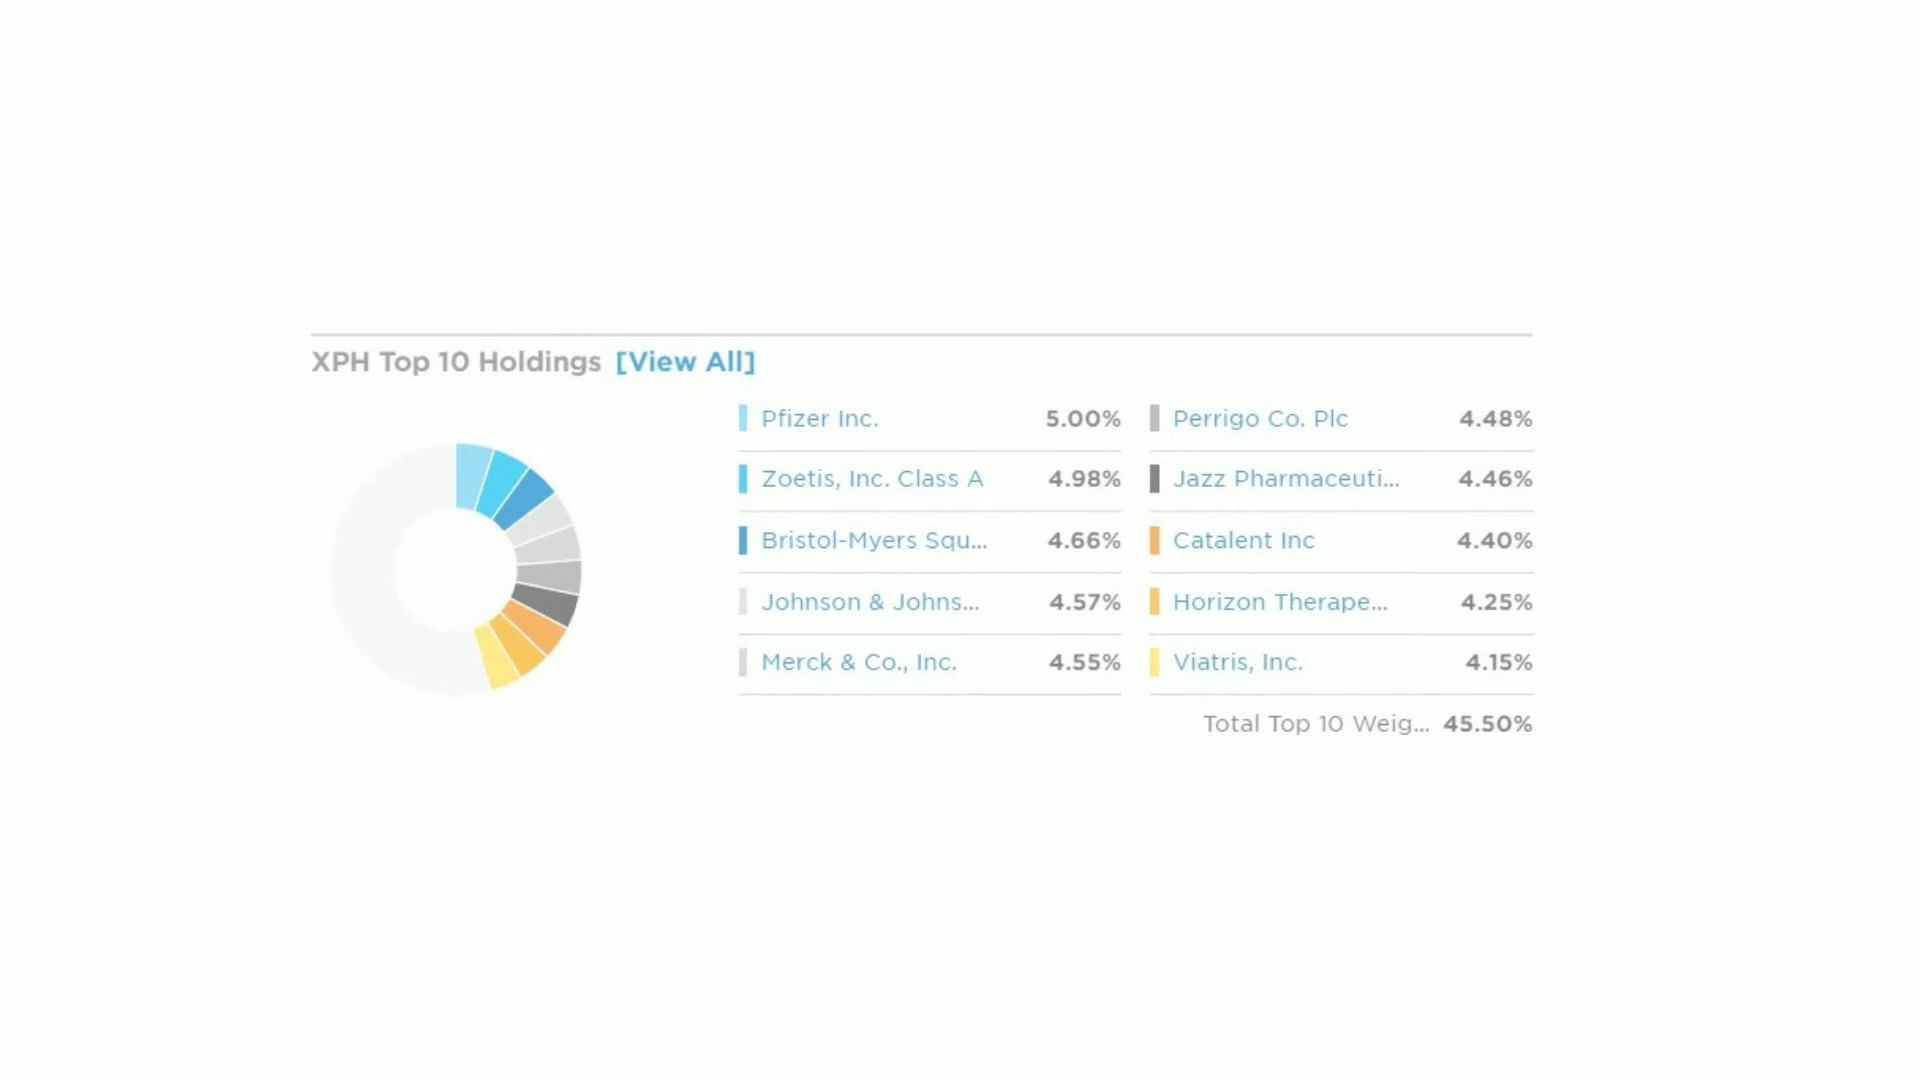 XPH Top 10 Holdings [View All]
Pfizer Inc. 5.00%
Zoetis, Inc. Class A 4.98%
Bristol-Myers Squ... 4.66%
Johnson & Johns... 4.57%
Merck & Co., Inc. 4.55%
Perrigo Co. Plc 4.48%
Jazz Pharmaceuti... 4.46%
Catalent Inc 4.40%
Horizon Therape... 4.25%
Viatris, Inc. 4.15%
Total Top 10 Weig... 45.50%